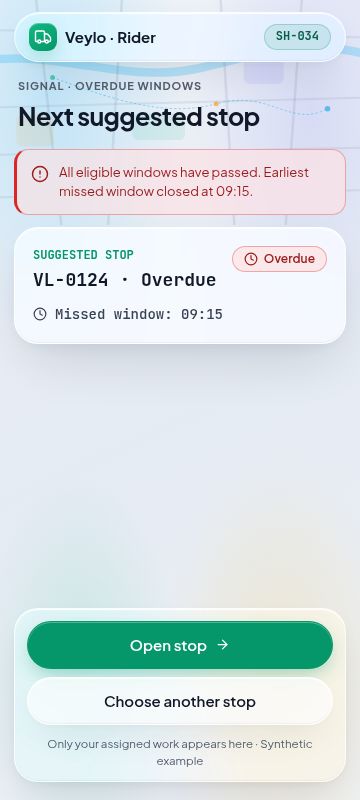 Veylo · Rider
SH-034
SIGNAL · OVERDUE WINDOWS
Next suggested stop
All eligible windows have passed. Earliest
missed window closed at 09:15.
SUGGESTED STOP
Overdue
VL-0124 · Overdue
Missed window: 09:15
Open stop →
Choose another stop
Only your assigned work appears here · Synthetic
example